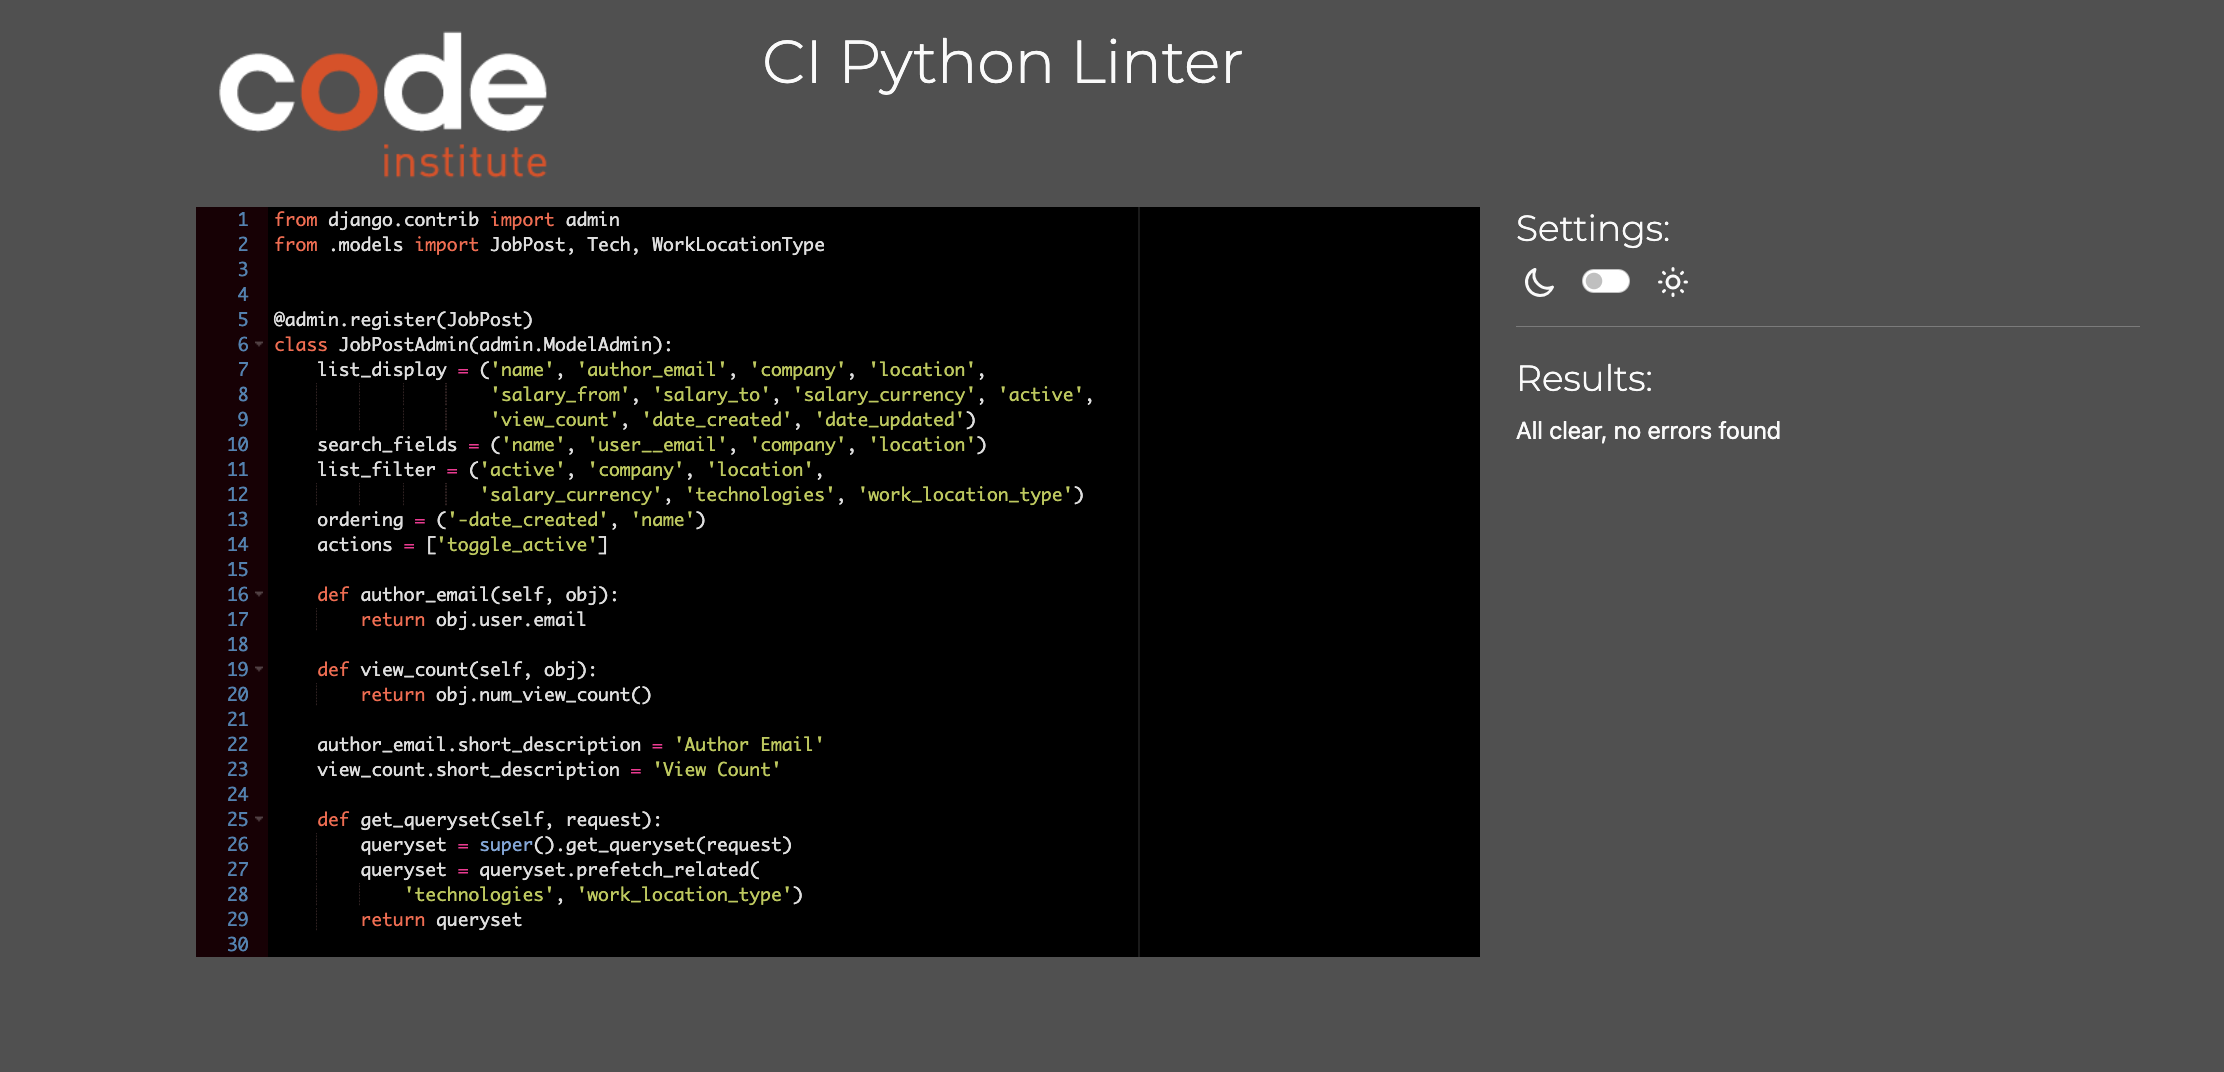 code
institute
CI Python Linter
1 from django.contrib import admin
2 from .models import JobPost, Tech, WorkLocationType
3
4
5 @admin.register(JobPost)
6 class JobPostAdmin(admin.ModelAdmin):
7     list_display = ('name', 'author_email', 'company', 'location',
8                     'salary_from', 'salary_to', 'salary_currency', 'active',
9                     'view_count', 'date_created', 'date_updated')
10     search_fields = ('name', 'user__email', 'company', 'location')
11     list_filter = ('active', 'company', 'location',
12                    'salary_currency', 'technologies', 'work_location_type')
13     ordering = ('-date_created', 'name')
14     actions = ['toggle_active']
15
16     def author_email(self, obj):
17         return obj.user.email
18
19     def view_count(self, obj):
20         return obj.num_view_count()
21
22     author_email.short_description = 'Author Email'
23     view_count.short_description = 'View Count'
24
25     def get_queryset(self, request):
26         queryset = super().get_queryset(request)
27         queryset = queryset.prefetch_related(
28             'technologies', 'work_location_type')
29         return queryset
30
Settings:
Results:
All clear, no errors found